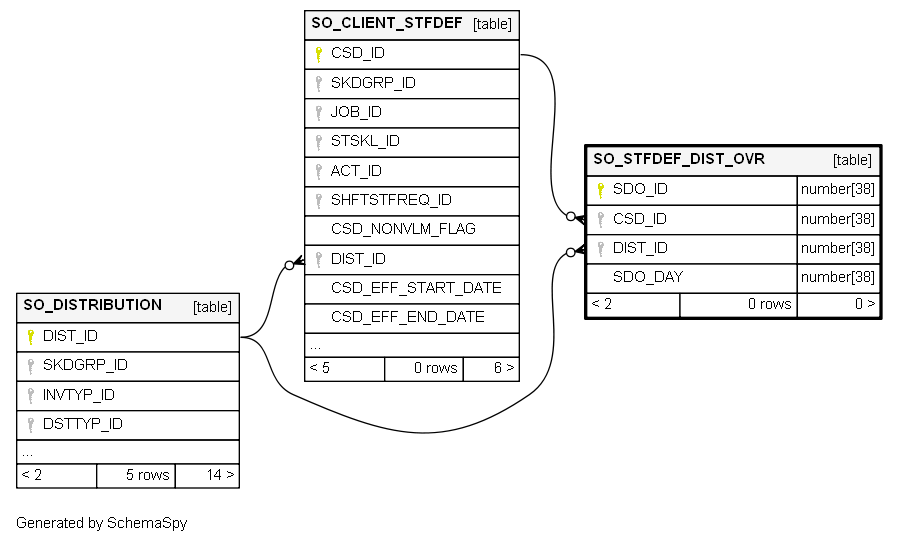 SO_CLIENT_STFDEF [table]
CSD_ID
SKDGRP_ID
JOB_ID
STSKL_ID
ACT_ID
SHFTSTFREQ_ID
CSD_NONVLM_FLAG
DIST_ID
CSD_EFF_START_DATE
CSD_EFF_END_DATE
...
< 5 0 rows 6 >
SO_STFDEF_DIST_OVR [table]
SDO_ID number[38]
CSD_ID number[38]
DIST_ID number[38]
SDO_DAY number[38]
< 2 0 rows 0 >
SO_DISTRIBUTION [table]
DIST_ID
SKDGRP_ID
INVTYP_ID
DSTTYP_ID
...
< 2 5 rows 14 >
Generated by SchemaSpy